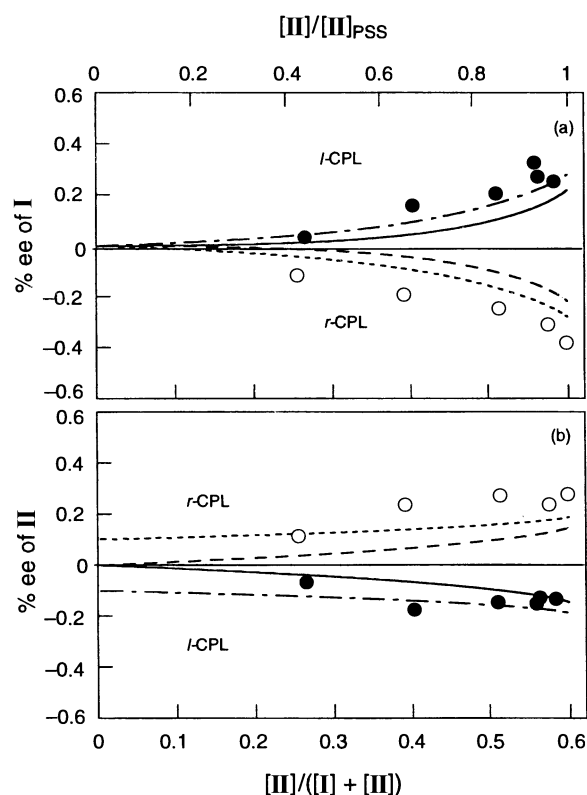 [II]/[II]PSS
0 0.2 0.4 0.6 0.8 1
0.6
0.4
0.2
0
−0.2
−0.4
−0.6
% ee of I
(a)
l-CPL
r-CPL
0.6
0.4
0.2
0
−0.2
−0.4
−0.6
% ee of II
(b)
r-CPL
l-CPL
0 0.1 0.2 0.3 0.4 0.5 0.6
[II]/([I] + [II])